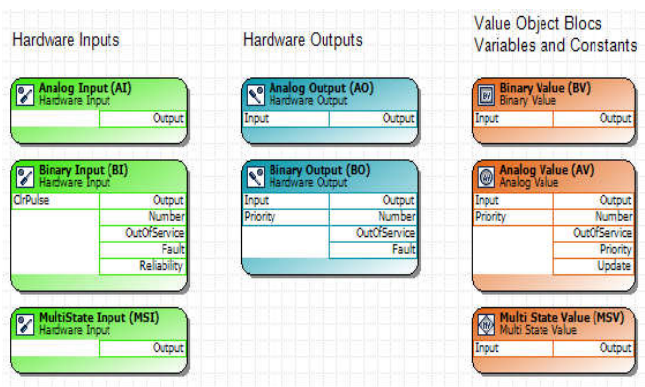 Hardware Inputs
Analog Input (AI)
Hardware Input
Output
Binary Input (BI)
Hardware Input
ClrPulse Output
Number
OutOfService
Fault
Reliability
MultiState Input (MSI)
Hardware Input
Output
Hardware Outputs
Analog Output (AO)
Hardware Output
Input Output
Binary Output (BO)
Hardware Output
Input Output
Priority Number
OutOfService
Fault
Value Object Blocs
Variables and Constants
BV
Binary Value (BV)
Binary Value
Input Output
AV
Analog Value (AV)
Analog Value
Input Output
Priority Number
OutOfService
Priority
Update
Multi State Value (MSV)
Multi State Value
Input Output